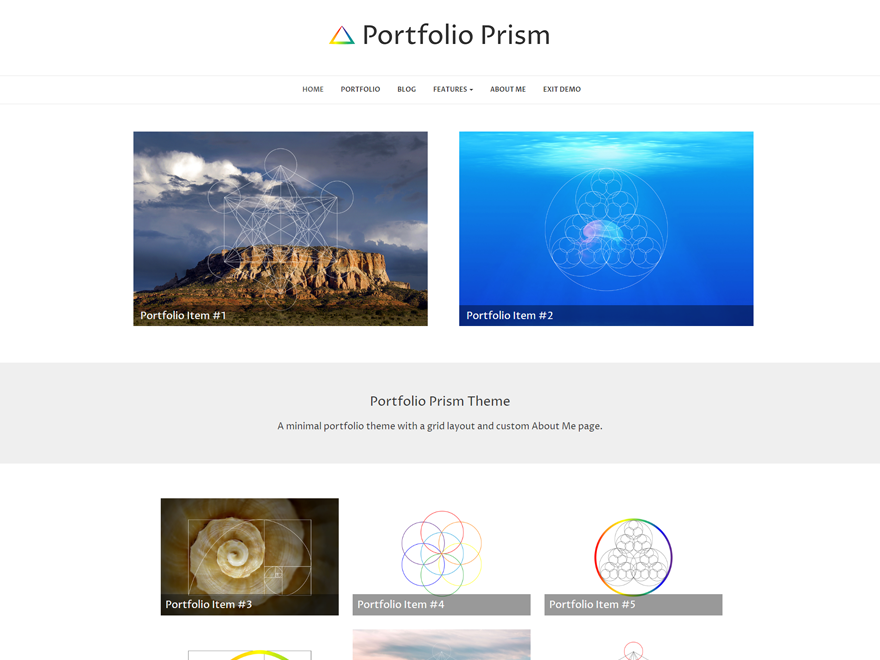 Portfolio Prism
HOME PORTFOLIO BLOG FEATURES ABOUT ME EXIT DEMO
Portfolio Item #1
Portfolio Item #2
Portfolio Prism Theme
A minimal portfolio theme with a grid layout and custom About Me page.
Portfolio Item #3
Portfolio Item #4
Portfolio Item #5